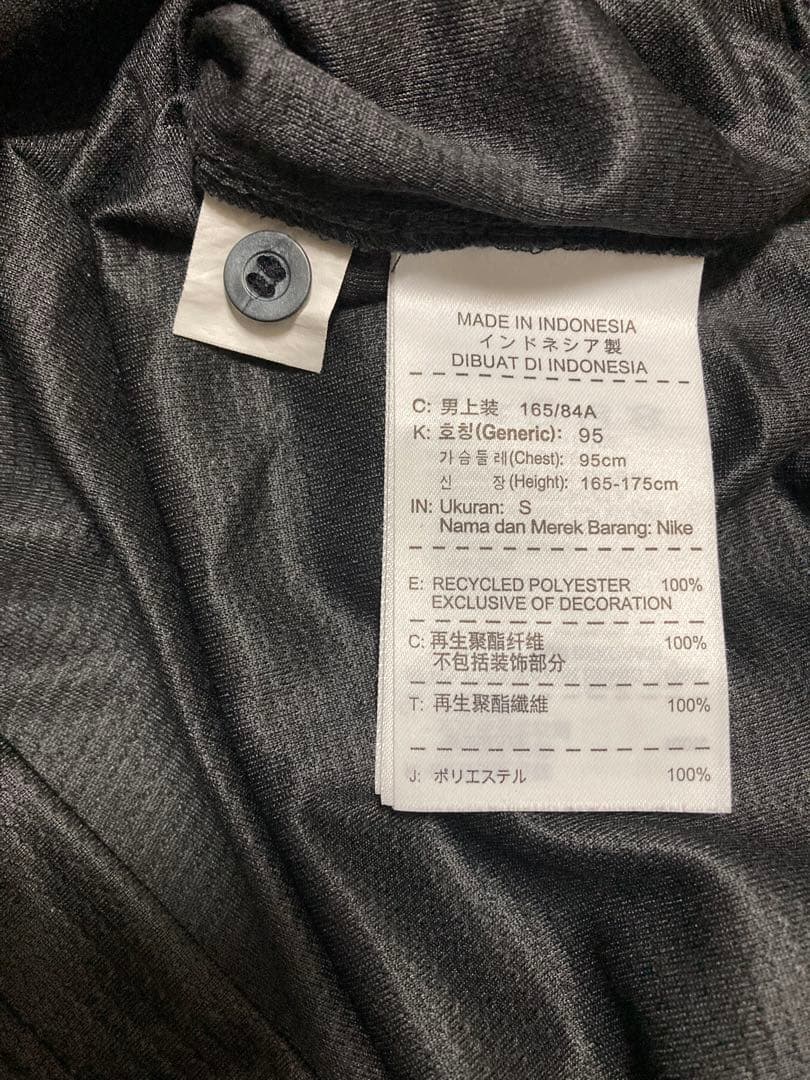 MADE IN INDONESIA
インドネシア製
DIBUAT DI INDONESIA
C: 男上装 165/84A
K: 호칭(Generic): 95
가슴둘레(Chest): 95cm
신 장(Height): 165-175cm
IN: Ukuran: S
Nama dan Merek Barang: Nike
E: RECYCLED POLYESTER 100%
EXCLUSIVE OF DECORATION
C: 再生聚酯纤维 100%
不包括装饰部分
T: 再生聚酯纖維 100%
J: ポリエステル 100%